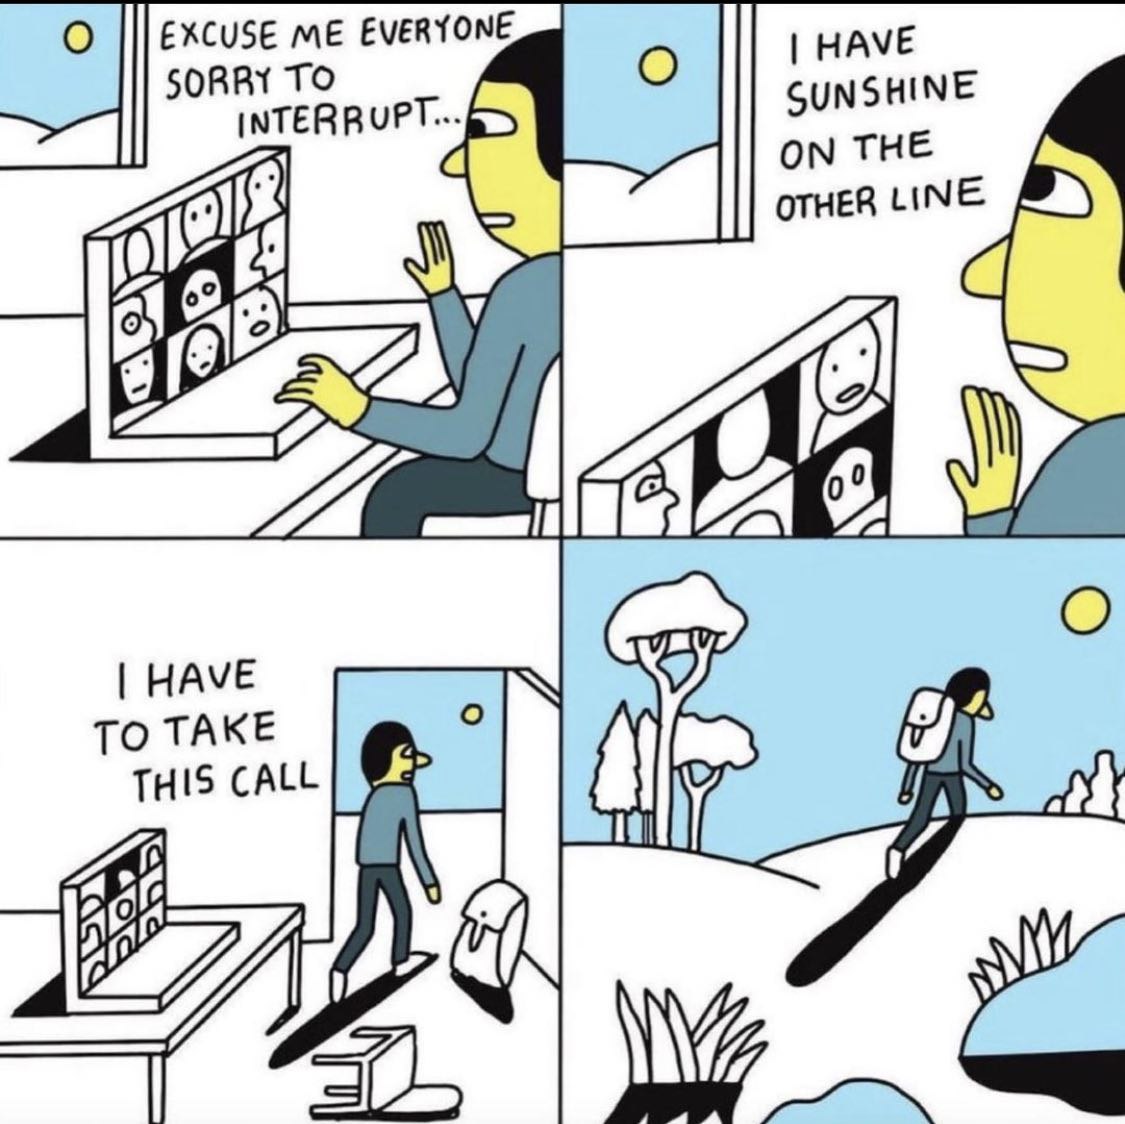 EXCUSE ME EVERYONE
SORRY TO
INTERRUPT...
I HAVE
SUNSHINE
ON THE
OTHER LINE
I HAVE
TO TAKE
THIS CALL